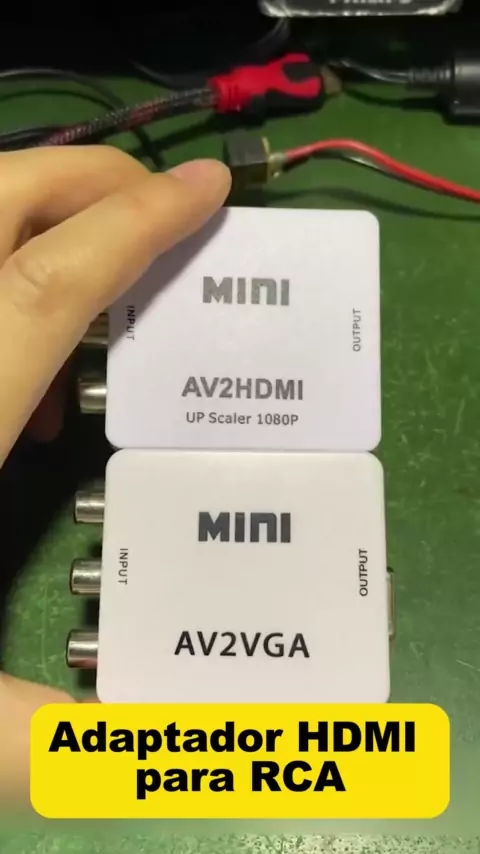 MINI
INPUT
OUTPUT
AV2HDMI
UP Scaler 1080P
MINI
INPUT
OUTPUT
AV2VGA
Adaptador HDMI
para RCA